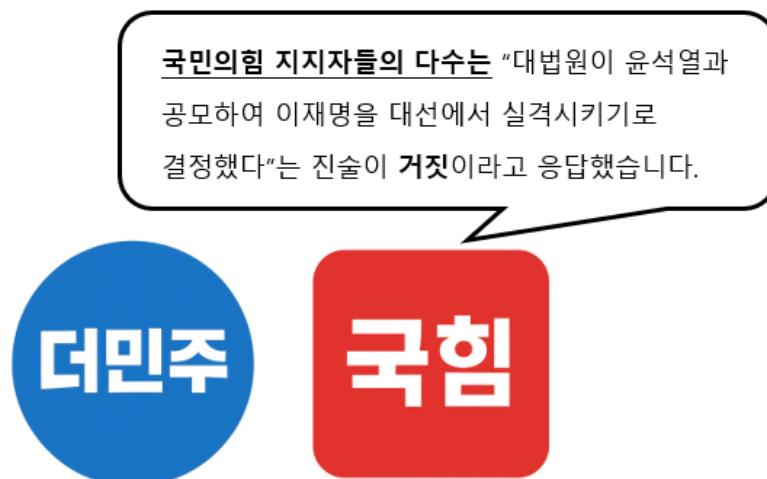 국민의힘 지지자들의 다수는 "대법원이 윤석열과
공모하여 이재명을 대선에서 실격시키기로
결정했다"는 진술이 거짓이라고 응답했습니다.
더민주
국힘